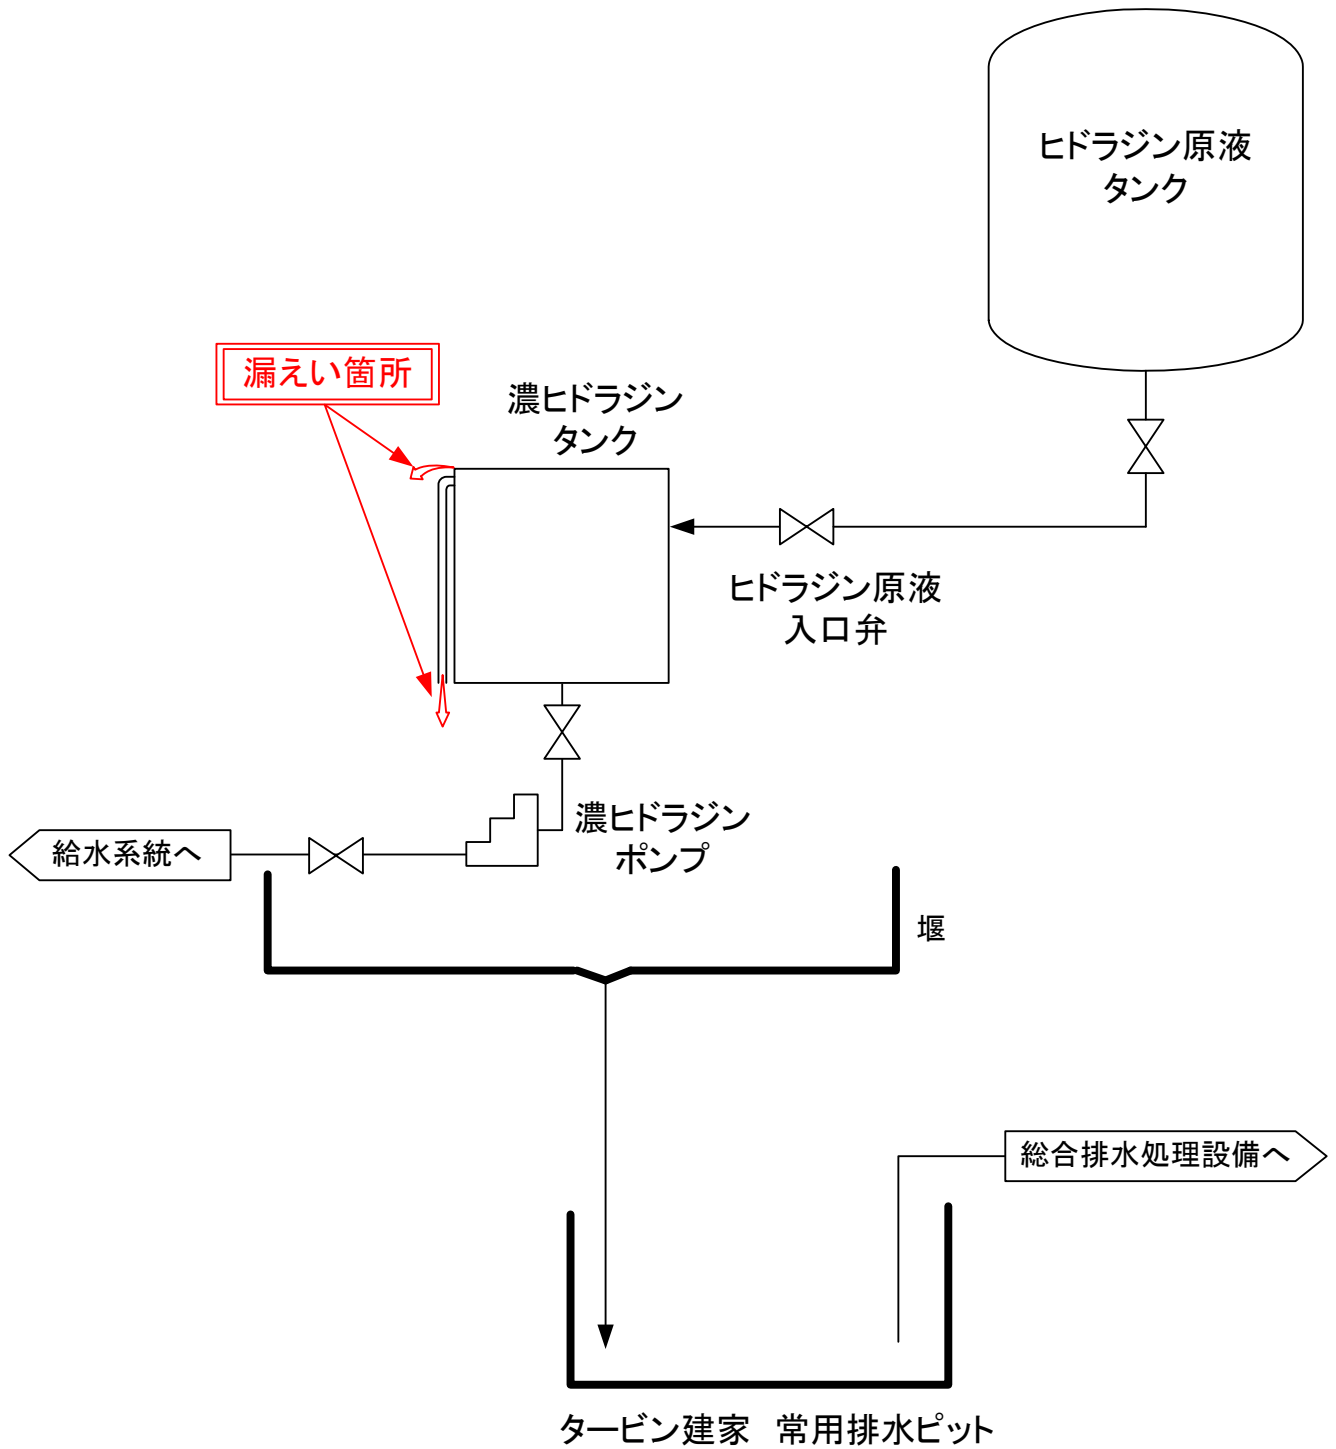 ヒドラジン原液
タンク
漏えい箇所
濃ヒドラジン
タンク
ヒドラジン原液
入口弁
濃ヒドラジン
ポンプ
給水系統へ
堰
総合排水処理設備へ
タービン建家　常用排水ピット